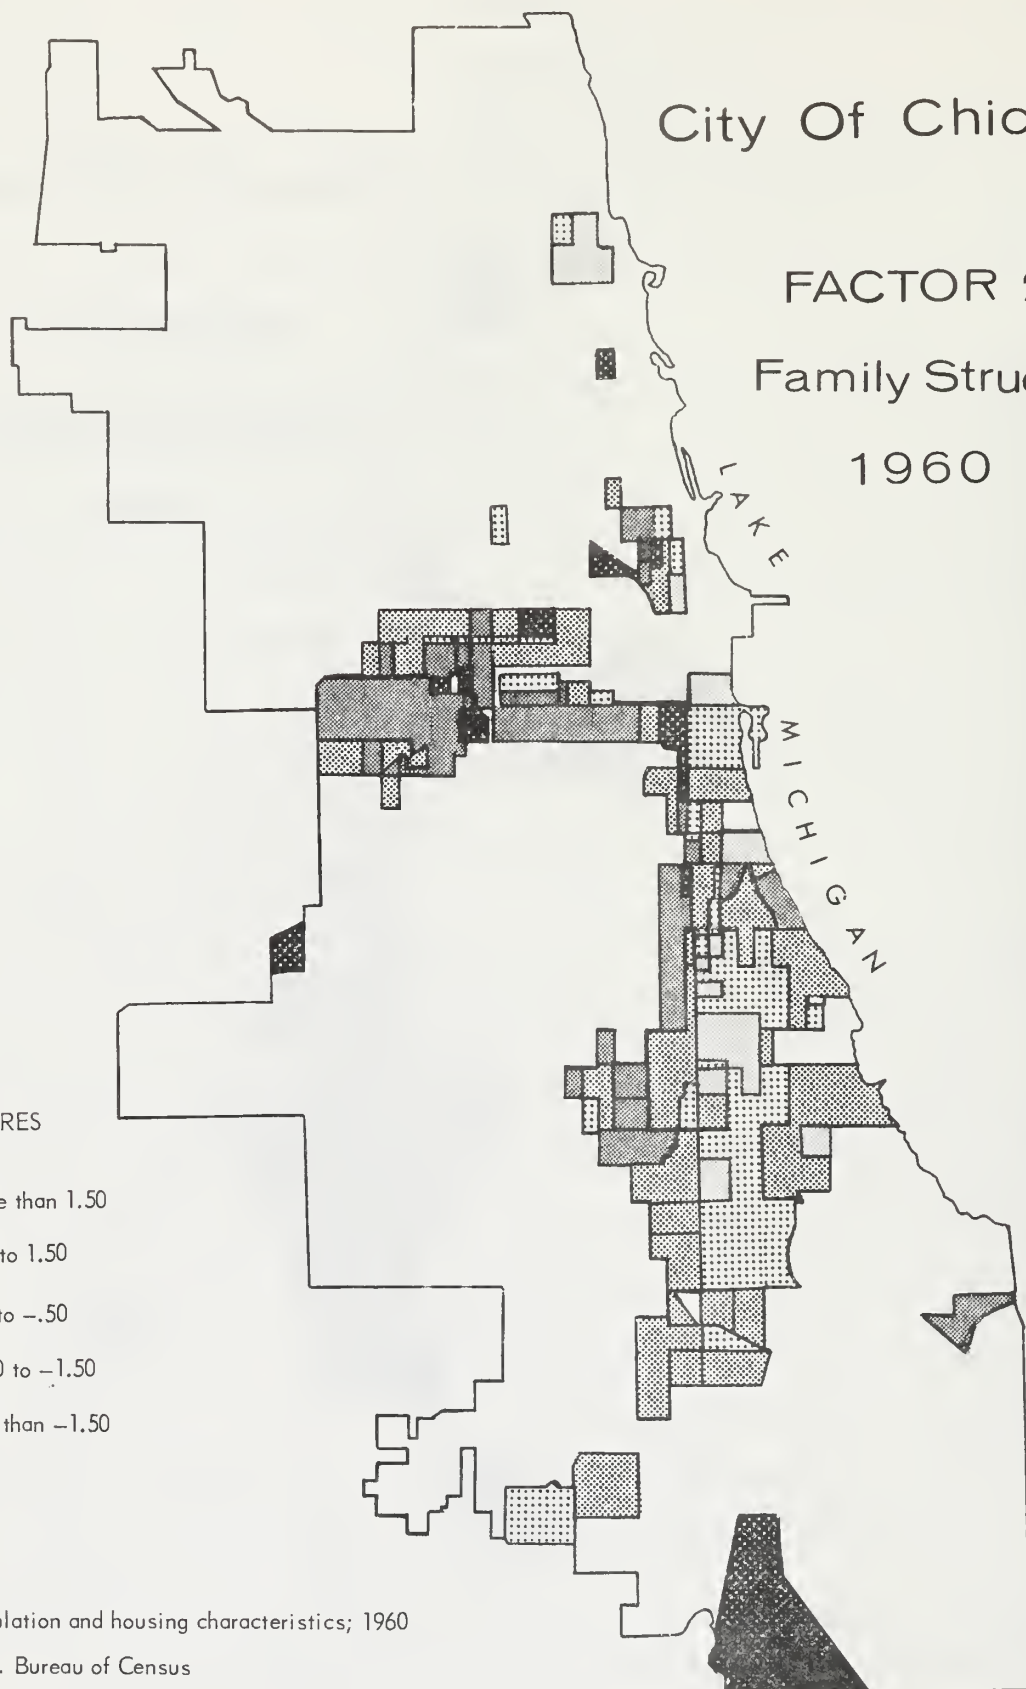 City Of Chic
FACTOR
Family Struc
1960
LAKE
MICHIGAN
RES
e than 1.50
to 1.50
to –.50
0 to –1.50
than –1.50
lation and housing characteristics; 1960
. Bureau of Census